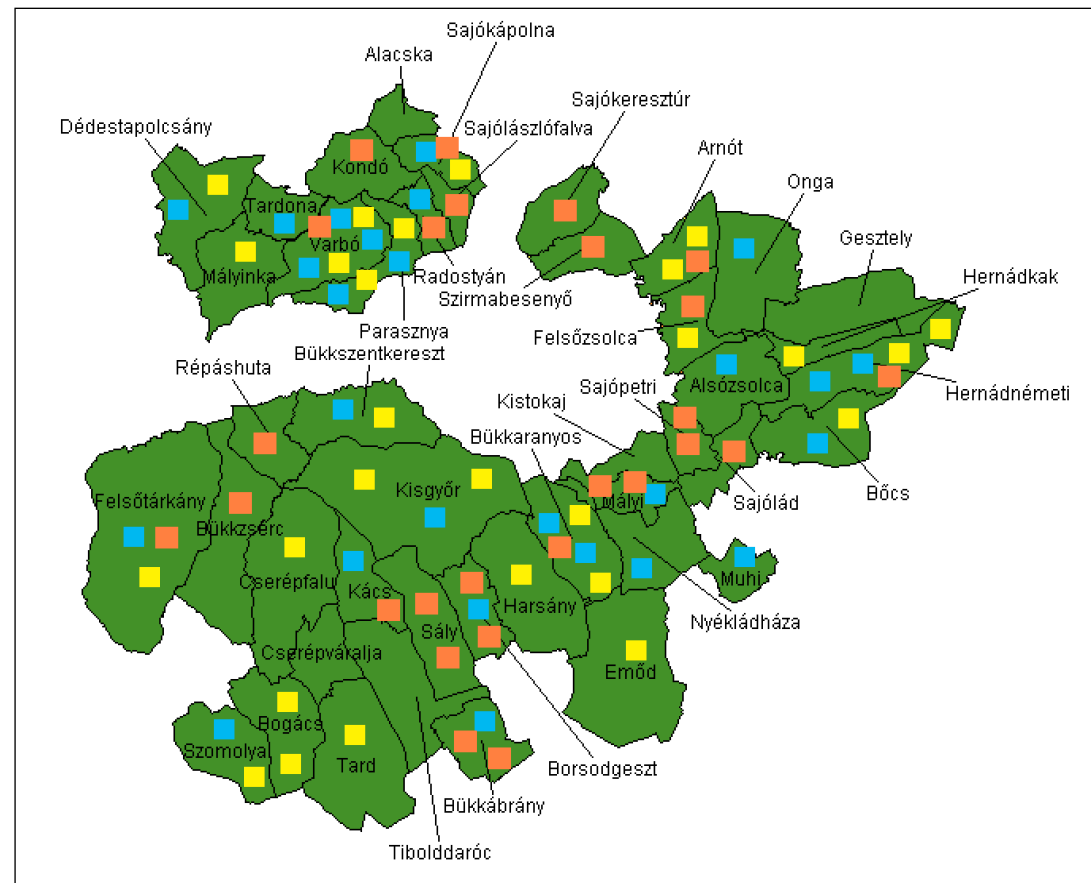 Sajókápolna
Alacska
Sajókeresztúr
Dédestapolcsány
Sajólászlófalva
Arnót
Kondó
Onga
Tardona
Gesztely
Varbó
Hernádkak
Mályinka
Radostyán
Szirmabesenyő
Parasznya
Felsőzsolca
Bükkszentkereszt
Répáshuta
Sajópetri
Alsózsolca
Hernádnémeti
Kistokaj
Bükkaranyos
Kisgyőr
Mályi
Sajólád
Bőcs
Felsőtárkány
Bükkzsérc
Cserépfalu
Kács
Muhi
Harsány
Nyékládháza
Sály
Cserépváralja
Emőd
Bogács
Szomolya
Tard
Borsodgeszt
Bükkábrány
Tibolddaróc